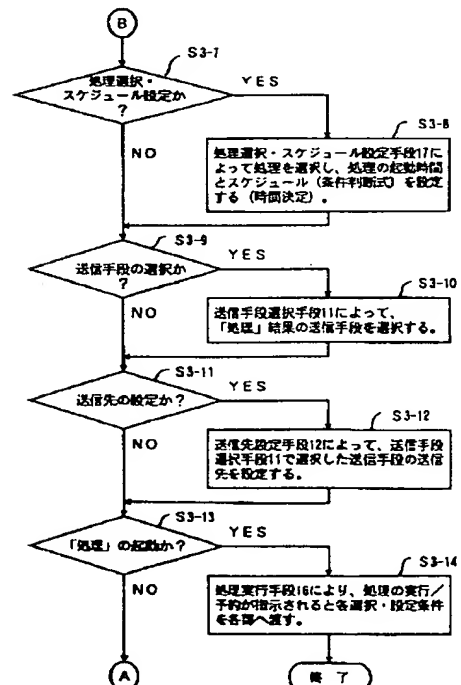 B
S3-7
処理選択・
スケジュール設定か
?
YES
NO
S3-8
処理選択・スケジュール設定手段17に
よって処理を選択し、処理の起動時間
とスケジュール(条件判断式)を設定
する(時間決定)。
S3-9
送信手段の選択か
?
YES
NO
S3-10
送信手段選択手段11によって、
「処理」結果の送信手段を選択する。
S3-11
送信先の設定か?
YES
NO
S3-12
送信先設定手段12によって、送信手段
選択手段11で選択した送信手段の送信
先を設定する。
S3-13
「処理」の起動か?
YES
NO
S3-14
処理実行手段16により、処理の実行/
予約が指示されると各選択・設定条件
を各部へ渡す。
A
終了